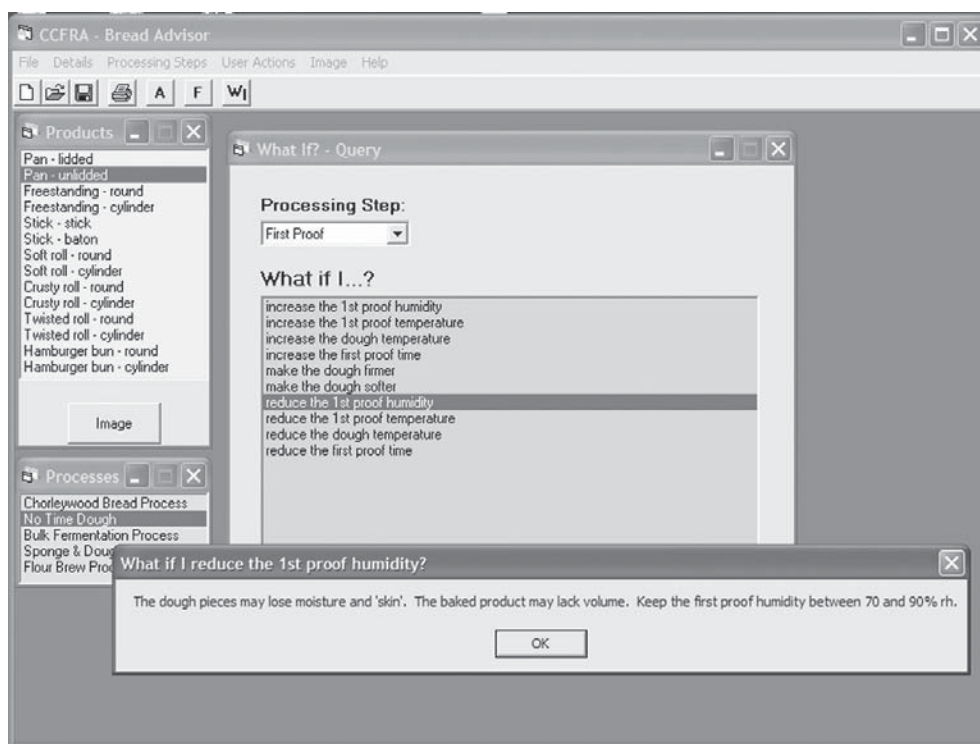 CCFRA - Bread Advisor
File Details Processing Steps User Actions Image Help
A F WI
Products
Pan - lidded
Pan - unlidded
Freestanding - round
Freestanding - cylinder
Stick - stick
Stick - baton
Soft roll - round
Soft roll - cylinder
Crusty roll - round
Crusty roll - cylinder
Twisted roll - round
Twisted roll - cylinder
Hamburger bun - round
Hamburger bun - cylinder
Image
Processes
Chorleywood Bread Process
No Time Dough
Bulk Fermentation Process
Sponge & Doug
Flour Brew Proc
What If? - Query
Processing Step:
First Proof
What if I...?
increase the 1st proof humidity
increase the 1st proof temperature
increase the dough temperature
increase the first proof time
make the dough firmer
make the dough softer
reduce the 1st proof humidity
reduce the 1st proof temperature
reduce the dough temperature
reduce the first proof time
What if I reduce the 1st proof humidity?
The dough pieces may lose moisture and 'skin'. The baked product may lack volume. Keep the first proof humidity between 70 and 90% rh.
OK